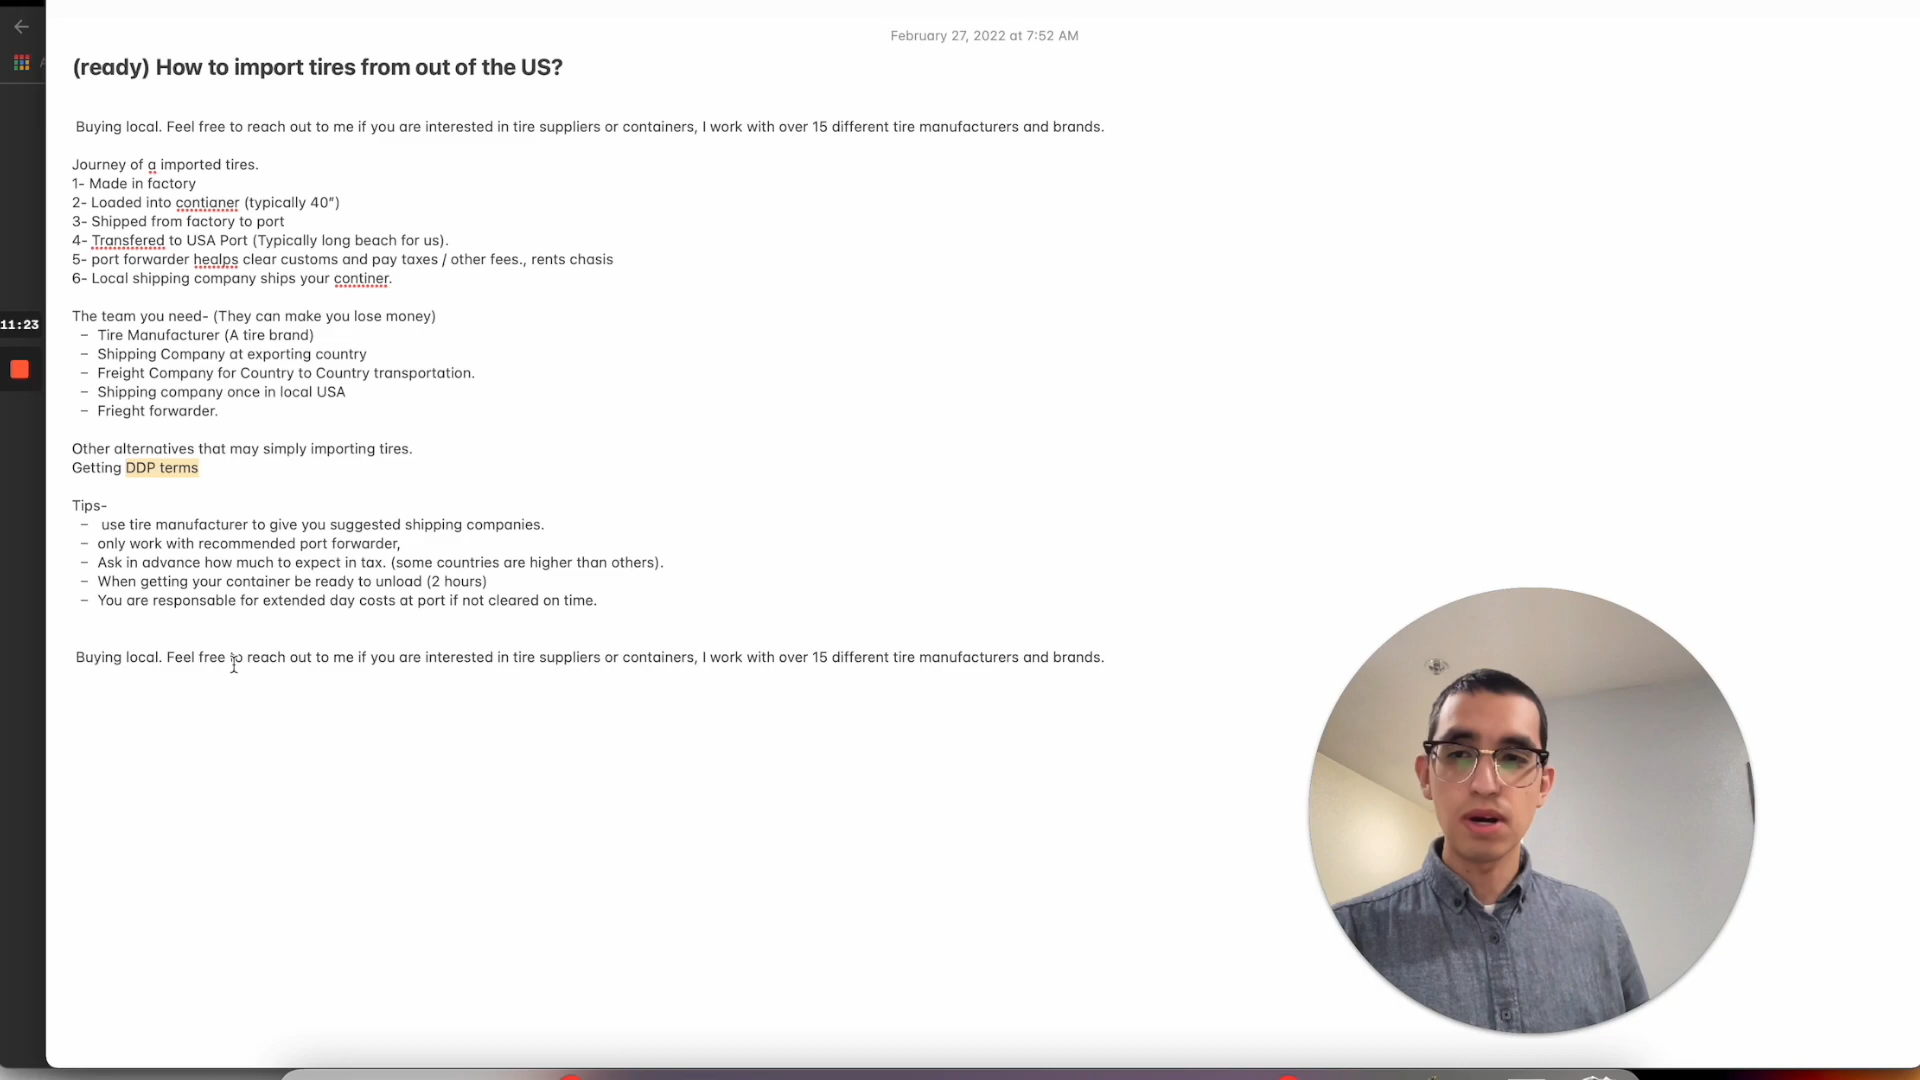 February 27, 2022 at 7:52 AM
(ready) How to import tires from out of the US?
Buying local. Feel free to reach out to me if you are interested in tire suppliers or containers, I work with over 15 different tire manufacturers and brands.
Journey of a imported tires.
1- Made in factory
2- Loaded into contianer (typically 40")
3- Shipped from factory to port
4- Transfered to USA Port (Typically long beach for us).
5- port forwarder healps clear customs and pay taxes / other fees., rents chasis
6- Local shipping company ships your continer.
11:23
The team you need- (They can make you lose money)
– Tire Manufacturer (A tire brand)
– Shipping Company at exporting country
– Freight Company for Country to Country transportation.
– Shipping company once in local USA
– Frieght forwarder.
Other alternatives that may simply importing tires.
Getting DDP terms
Tips-
– use tire manufacturer to give you suggested shipping companies.
– only work with recommended port forwarder,
– Ask in advance how much to expect in tax. (some countries are higher than others).
– When getting your container be ready to unload (2 hours)
– You are responsable for extended day costs at port if not cleared on time.
Buying local. Feel free to reach out to me if you are interested in tire suppliers or containers, I work with over 15 different tire manufacturers and brands.